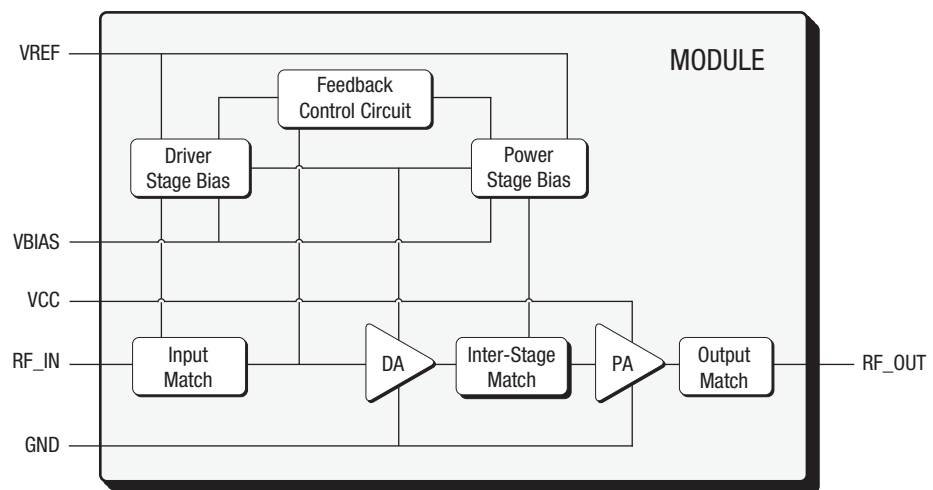 VREF
MODULE
Feedback
Control Circuit
Driver
Stage Bias
Power
Stage Bias
VBIAS
VCC
RF_IN
Input
Match
DA
Inter-Stage
Match
PA
Output
Match
RF_OUT
GND